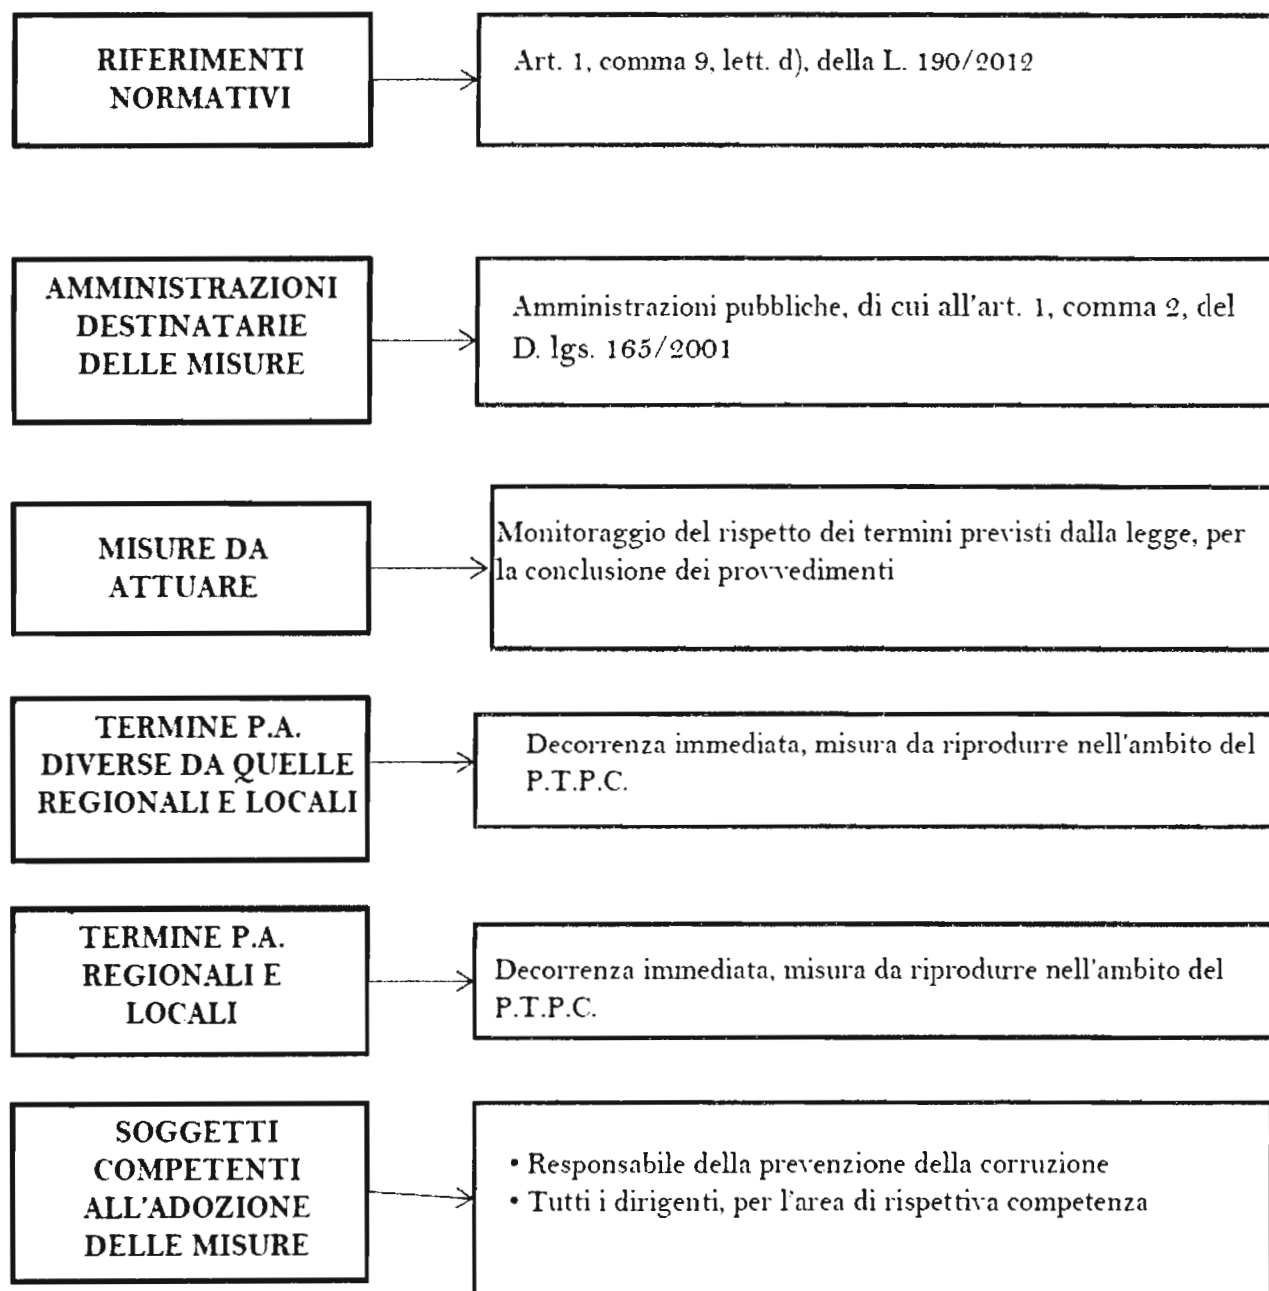 RIFERIMENTI
NORMATIVI
Art. 1, comma 9, lett. d), della L. 190/2012
AMMINISTRAZIONI
DESTINATARIE
DELLE MISURE
Amministrazioni pubbliche, di cui all'art. 1, comma 2, del
D. lgs. 165/2001
MISURE DA
ATTUARE
Monitoraggio del rispetto dei termini previsti dalla legge, per
la conclusione dei provvedimenti
TERMINE P.A.
DIVERSE DA QUELLE
REGIONALI E LOCALI
Decorrenza immediata, misura da riprodurre nell'ambito del
P.T.P.C.
TERMINE P.A.
REGIONALI E
LOCALI
Decorrenza immediata, misura da riprodurre nell'ambito del
P.T.P.C.
SOGGETTI
COMPETENTI
ALL'ADOZIONE
DELLE MISURE
• Responsabile della prevenzione della corruzione
• Tutti i dirigenti, per l'area di rispettiva competenza